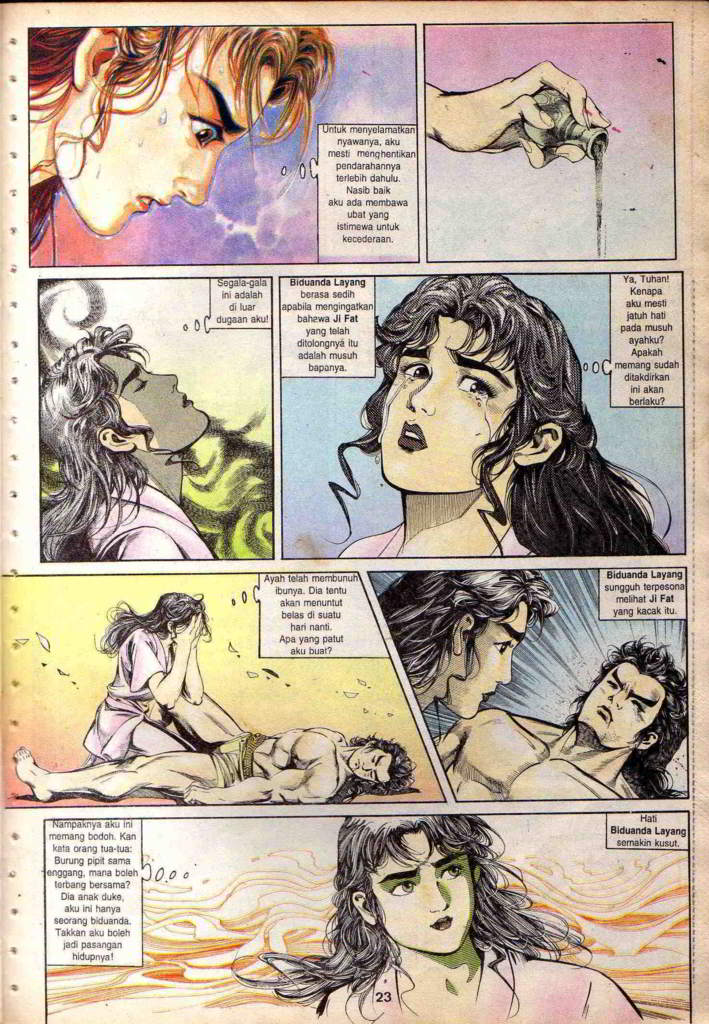 Untuk menyelamatkan
nyawanya, aku
mesti menghentikan
pendarahannya
terlebih dahulu.
Nasib baik
aku ada membawa
ubat yang
istimewa untuk
kecederaan.
Segala-gala
ini adalah
di luar
dugaan aku!
Biduanda Layang
berasa sedih
apabila mengingatkan
bahawa Ji Fat
yang telah
ditolongnya itu
adalah musuh
bapanya.
Ya, Tuhan!
Kenapa
aku mesti
jatuh hati
pada musuh
ayahku?
Apakah
memang sudah
ditakdirkan
ini akan
berlaku?
Ayah telah membunuh
ibunya. Dia tentu
akan menuntut
belas di suatu
hari nanti.
Apa yang patut
aku buat?
Biduanda Layang
sungguh terpesona
melihat Ji Fat
yang kacak itu.
Nampaknya aku ini
memang bodoh. Kan
kata orang tua-tua:
Burung pipit sama
enggang, mana boleh
terbang bersama?
Dia anak duke,
aku ini hanya
seorang biduanda.
Takkan aku boleh
jadi pasangan
hidupnya!
Hati
Biduanda Layang
semakin kusut.
23